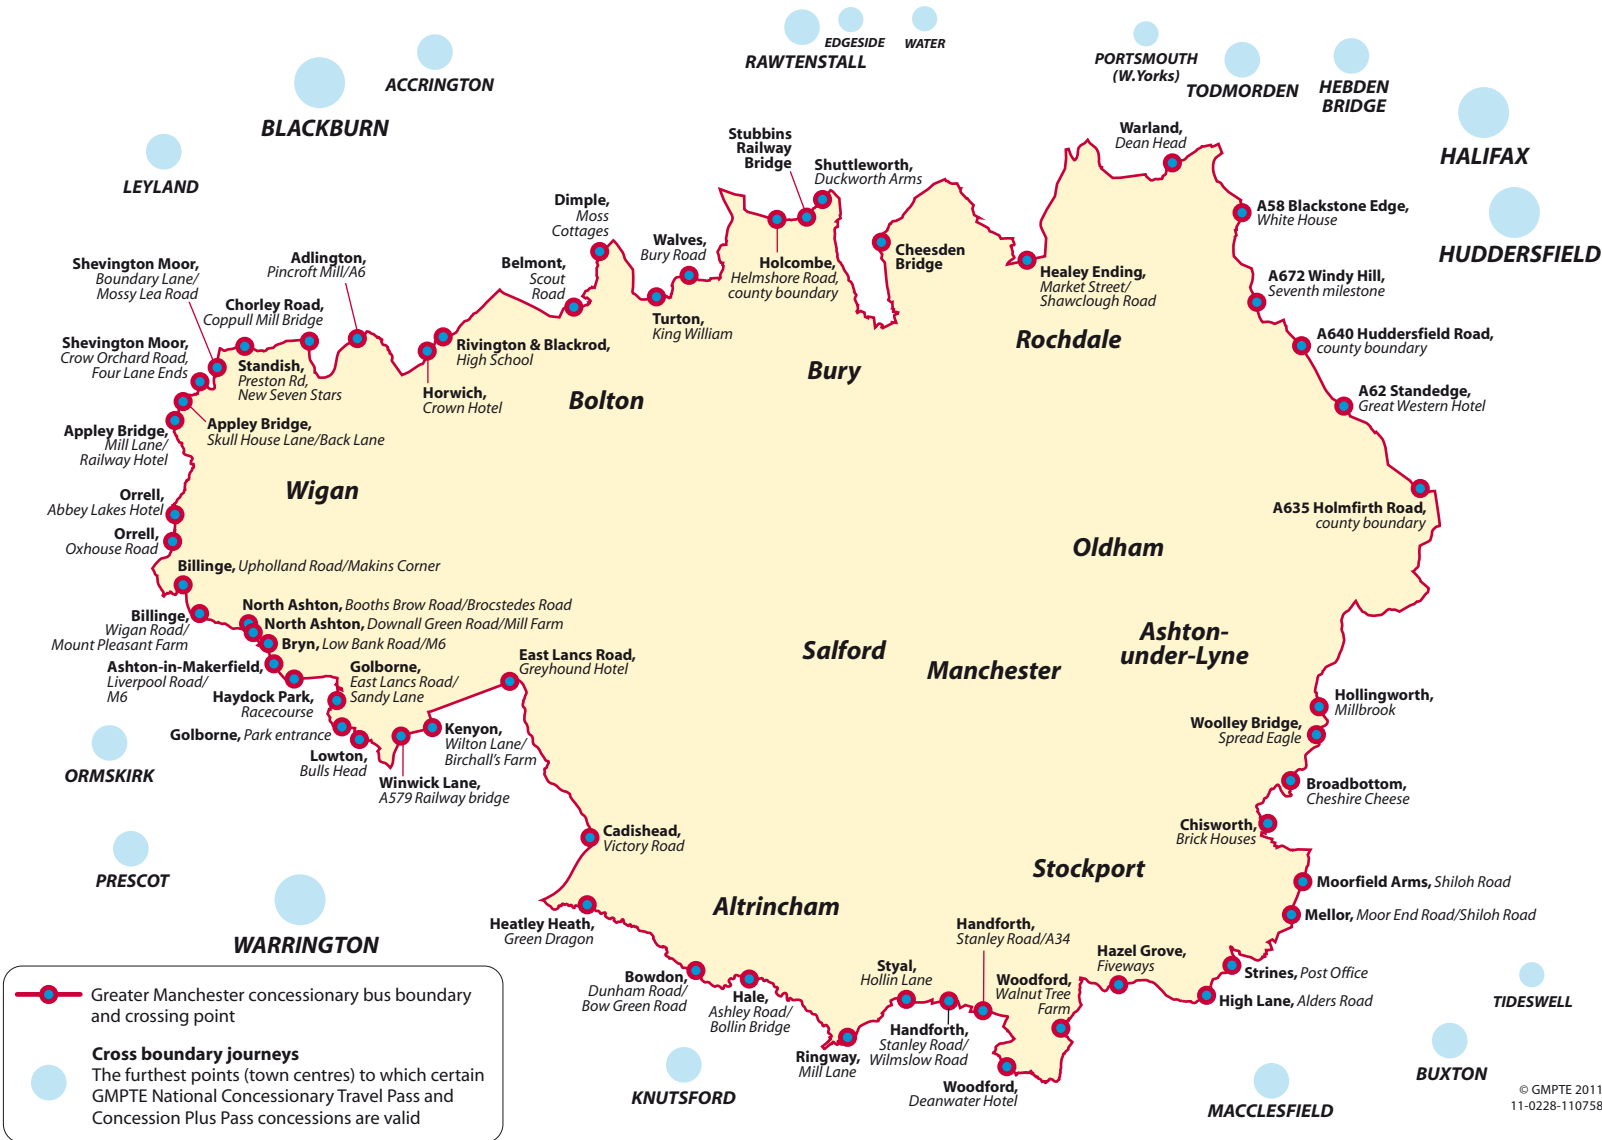 EDGESIDE
WATER
RAWTENSTALL
PORTSMOUTH
(W.Yorks)
TODMORDEN
HEBDEN
BRIDGE
ACCRINGTON
BLACKBURN
HALIFAX
LEYLAND
HUDDERSFIELD
Stubbins
Railway
Bridge
Shuttleworth,
Duckworth Arms
Warland,
Dean Head
Dimple,
Moss
Cottages
Walves,
Bury Road
A58 Blackstone Edge,
White House
Cheesden
Bridge
Holcombe,
Helmshore Road,
county boundary
Healey Ending,
Market Street/
Shawclough Road
A672 Windy Hill,
Seventh milestone
Shevington Moor,
Boundary Lane/
Mossy Lea Road
Adlington,
Pincroft Mill/A6
Belmont,
Scout
Road
Chorley Road,
Coppull Mill Bridge
Turton,
King William
Rochdale
A640 Huddersfield Road,
county boundary
Shevington Moor,
Crow Orchard Road,
Four Lane Ends
Standish,
Preston Rd,
New Seven Stars
Rivington & Blackrod,
High School
Horwich,
Crown Hotel
Bury
Bolton
A62 Standedge,
Great Western Hotel
Appley Bridge,
Skull House Lane/Back Lane
Appley Bridge,
Mill Lane/
Railway Hotel
Wigan
Orrell,
Abbey Lakes Hotel
Orrell,
Oxhouse Road
A635 Holmfirth Road,
county boundary
Oldham
Billinge, Upholland Road/Makins Corner
Billinge,
Wigan Road/
Mount Pleasant Farm
North Ashton, Booths Brow Road/Brocstedes Road
North Ashton, Downall Green Road/Mill Farm
Bryn, Low Bank Road/M6
Ashton-in-Makerfield,
Liverpool Road/
M6
Golborne,
East Lancs Road/
Sandy Lane
East Lancs Road,
Greyhound Hotel
Salford
Manchester
Ashton-
under-Lyne
Haydock Park,
Racecourse
Golborne, Park entrance
Lowton,
Bulls Head
Kenyon,
Wilton Lane/
Birchall's Farm
Winwick Lane,
A579 Railway bridge
Hollingworth,
Millbrook
Woolley Bridge,
Spread Eagle
Broadbottom,
Cheshire Cheese
ORMSKIRK
Cadishead,
Victory Road
Chisworth,
Brick Houses
PRESCOT
Stockport
Moorfield Arms, Shiloh Road
Mellor, Moor End Road/Shiloh Road
Altrincham
WARRINGTON
Heatley Heath,
Green Dragon
Handforth,
Stanley Road/A34
Hazel Grove,
Fiveways
Strines, Post Office
High Lane, Alders Road
Bowdon,
Dunham Road/
Bow Green Road
Hale,
Ashley Road/
Bollin Bridge
Styal,
Hollin Lane
Woodford,
Walnut Tree
Farm
Ringway,
Mill Lane
Handforth,
Stanley Road/
Wilmslow Road
Woodford,
Deanwater Hotel
TIDESWELL
BUXTON
KNUTSFORD
MACCLESFIELD
Greater Manchester concessionary bus boundary
and crossing point
Cross boundary journeys
The furthest points (town centres) to which certain
GMPTE National Concessionary Travel Pass and
Concession Plus Pass concessions are valid
© GMPTE 2011
11-0228-110758